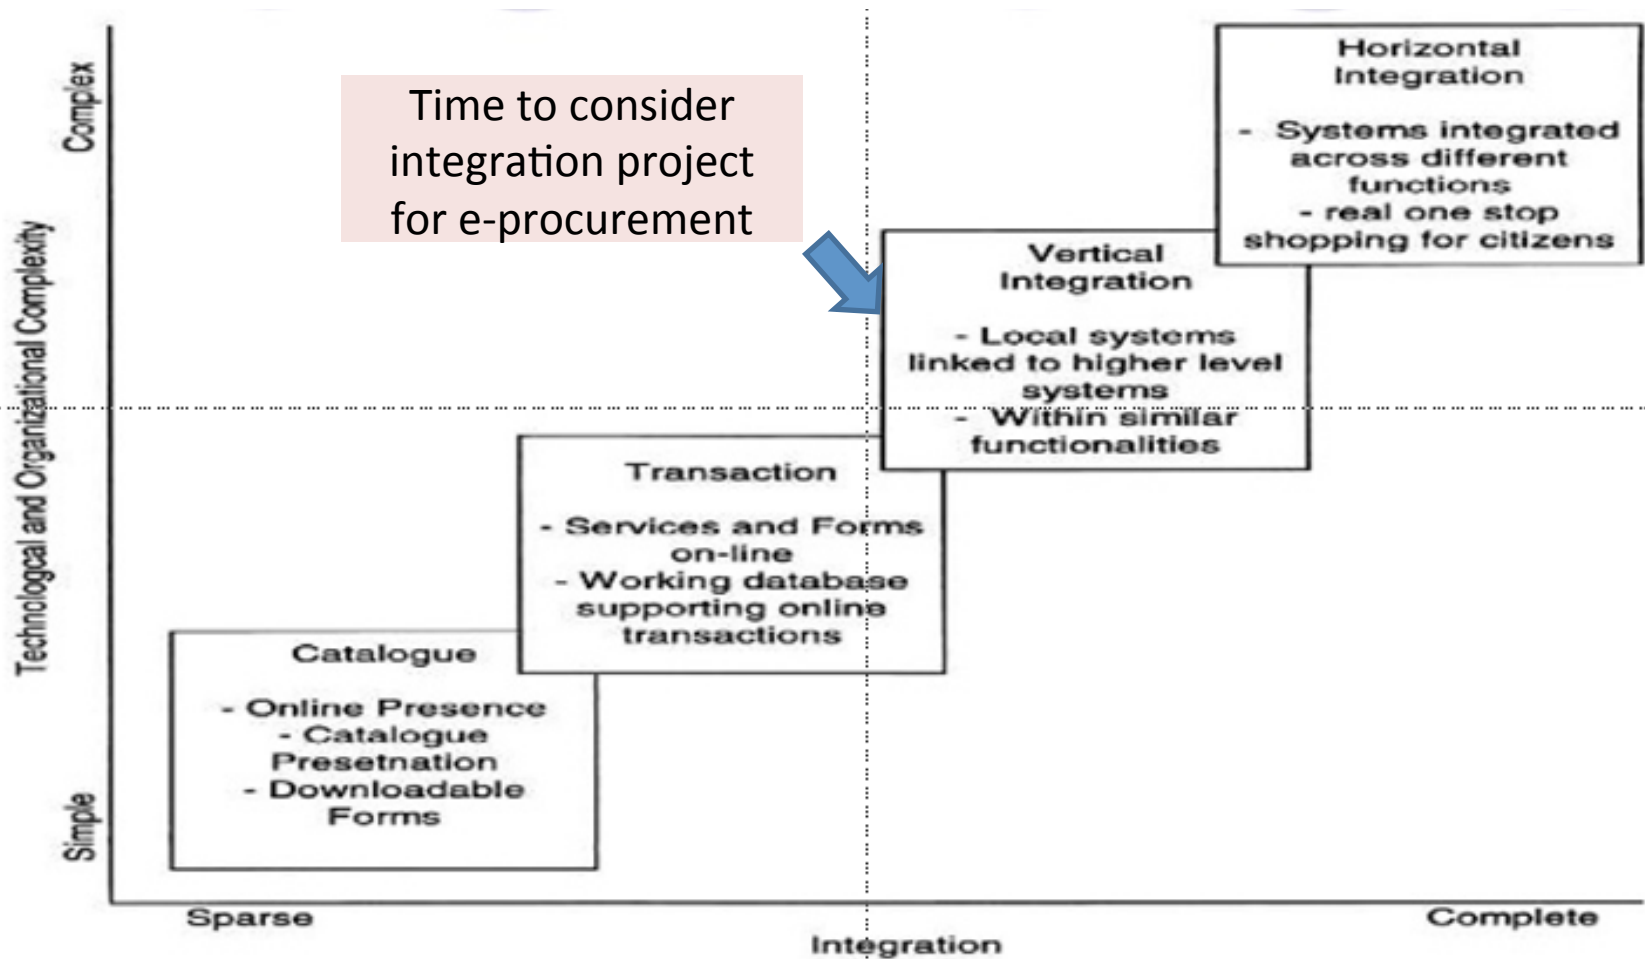 Complex
Technologcal and Organizational Complexity
Simple
Time to consider
integration project
for e-procurement
Horizontal
Integration
- Systems integrated
across different
functions
- real one stop
shopping for citizens
Vertical
Integration
- Local systems
linked to higher level
systems
- Within similar
functionalities
Transaction
- Services and Forms
on-line
- Working database
supporting online
transactions
Catalogue
- Online Presence
- Catalogue
Presetnation
- Downloadable
Forms
Sparse
Complete
Integration